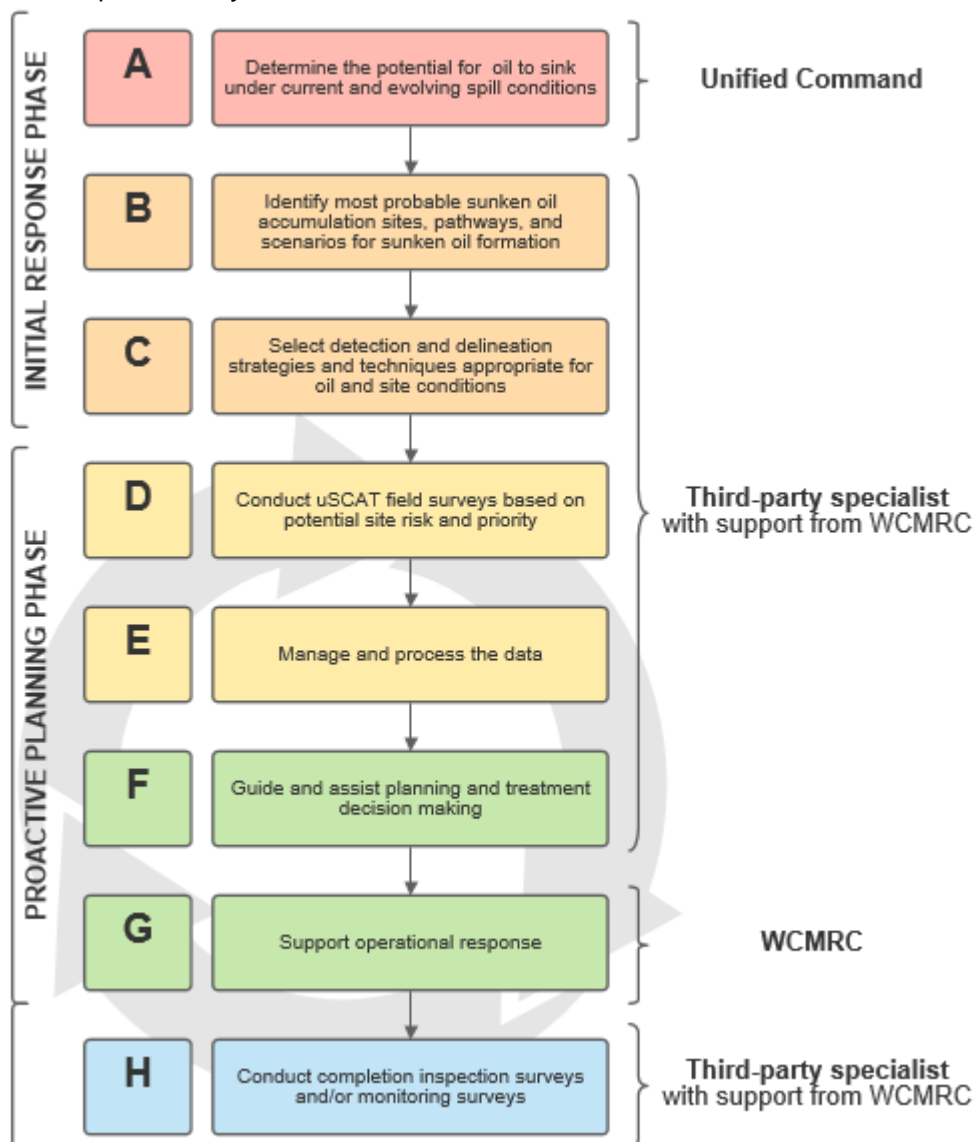 INITIAL RESPONSE PHASE
A
Determine the potential for oil to sink
under current and evolving spill conditions
Unified Command
B
Identify most probable sunken oil
accumulation sites, pathways, and
scenarios for sunken oil formation
C
Select detection and delineation
strategies and techniques appropriate for
oil and site conditions
Third-party specialist
with support from WCMRC
PROACTIVE PLANNING PHASE
D
Conduct uSCAT field surveys based on
potential site risk and priority
E
Manage and process the data
F
Guide and assist planning and treatment
decision making
G
Support operational response
WCMRC
H
Conduct completion inspection surveys
and/or monitoring surveys
Third-party specialist
with support from WCMRC